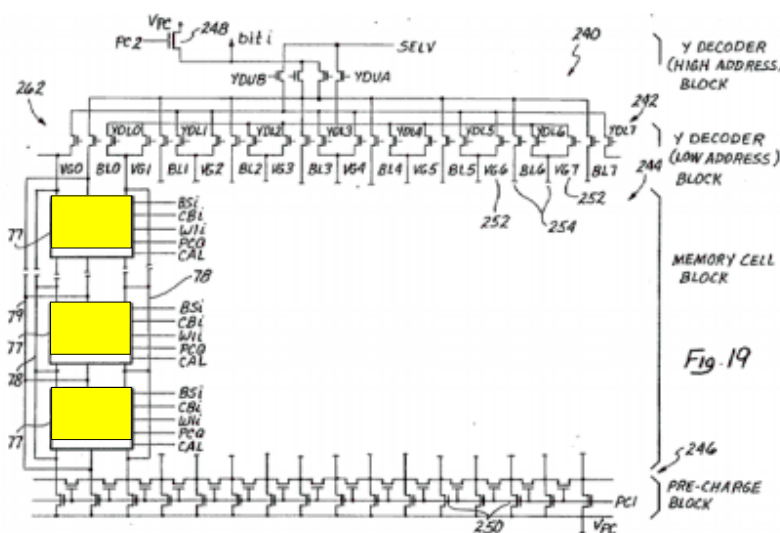 VPC
PC2
248
bit i
SELV
240
Y DECODER
(HIGH ADDRESS)
BLOCK
YDUB
YDUA
262
242
YDL0 YDL1 YDL2 YDL3 YDL4 YDL5 YDL6 YDL7
Y DECODER
(LOW ADDRESS)
BLOCK
VG0 BL0 VG1 BL1 VG2 BL2 VG3 BL3 VG4 BL4 VG5 BL5 VG6 BL6 VG7 BL7
244
252 254 252
77
BSi
CBi
WLi
PCQ
CAL
78
MEMORY CELL
BLOCK
79
77
BSi
CBi
WLi
PCQ
CAL
78
Fig. 19
77
BSi
CBi
WLi
PCQ
CAL
246
PRE-CHARGE
BLOCK
PC1
250
VPC